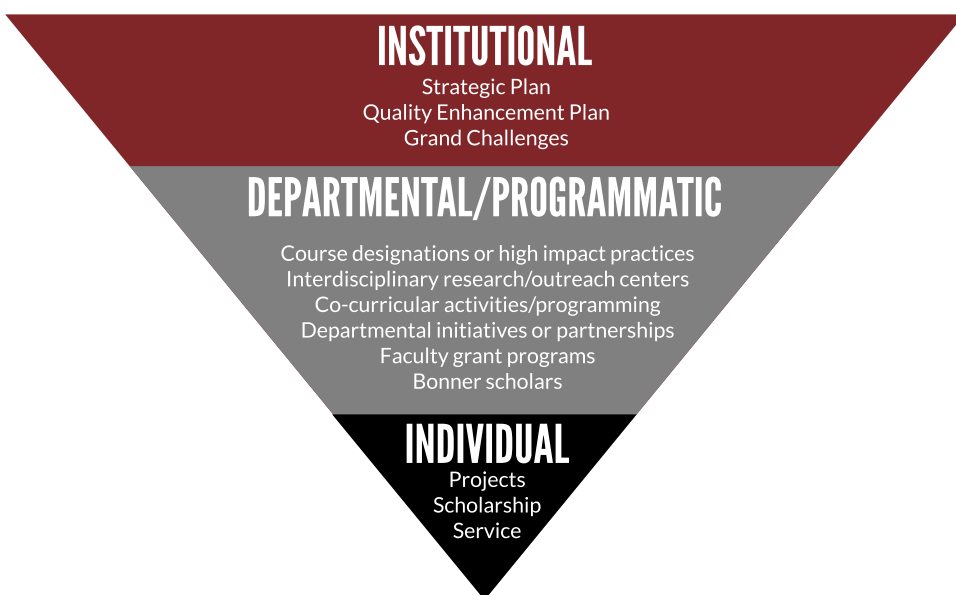 INSTITUTIONAL
Strategic Plan
Quality Enhancement Plan
Grand Challenges
DEPARTMENTAL/PROGRAMMATIC
Course designations or high impact practices
Interdisciplinary research/outreach centers
Co-curricular activities/programming
Departmental initiatives or partnerships
Faculty grant programs
Bonner scholars
INDIVIDUAL
Projects
Scholarship
Service